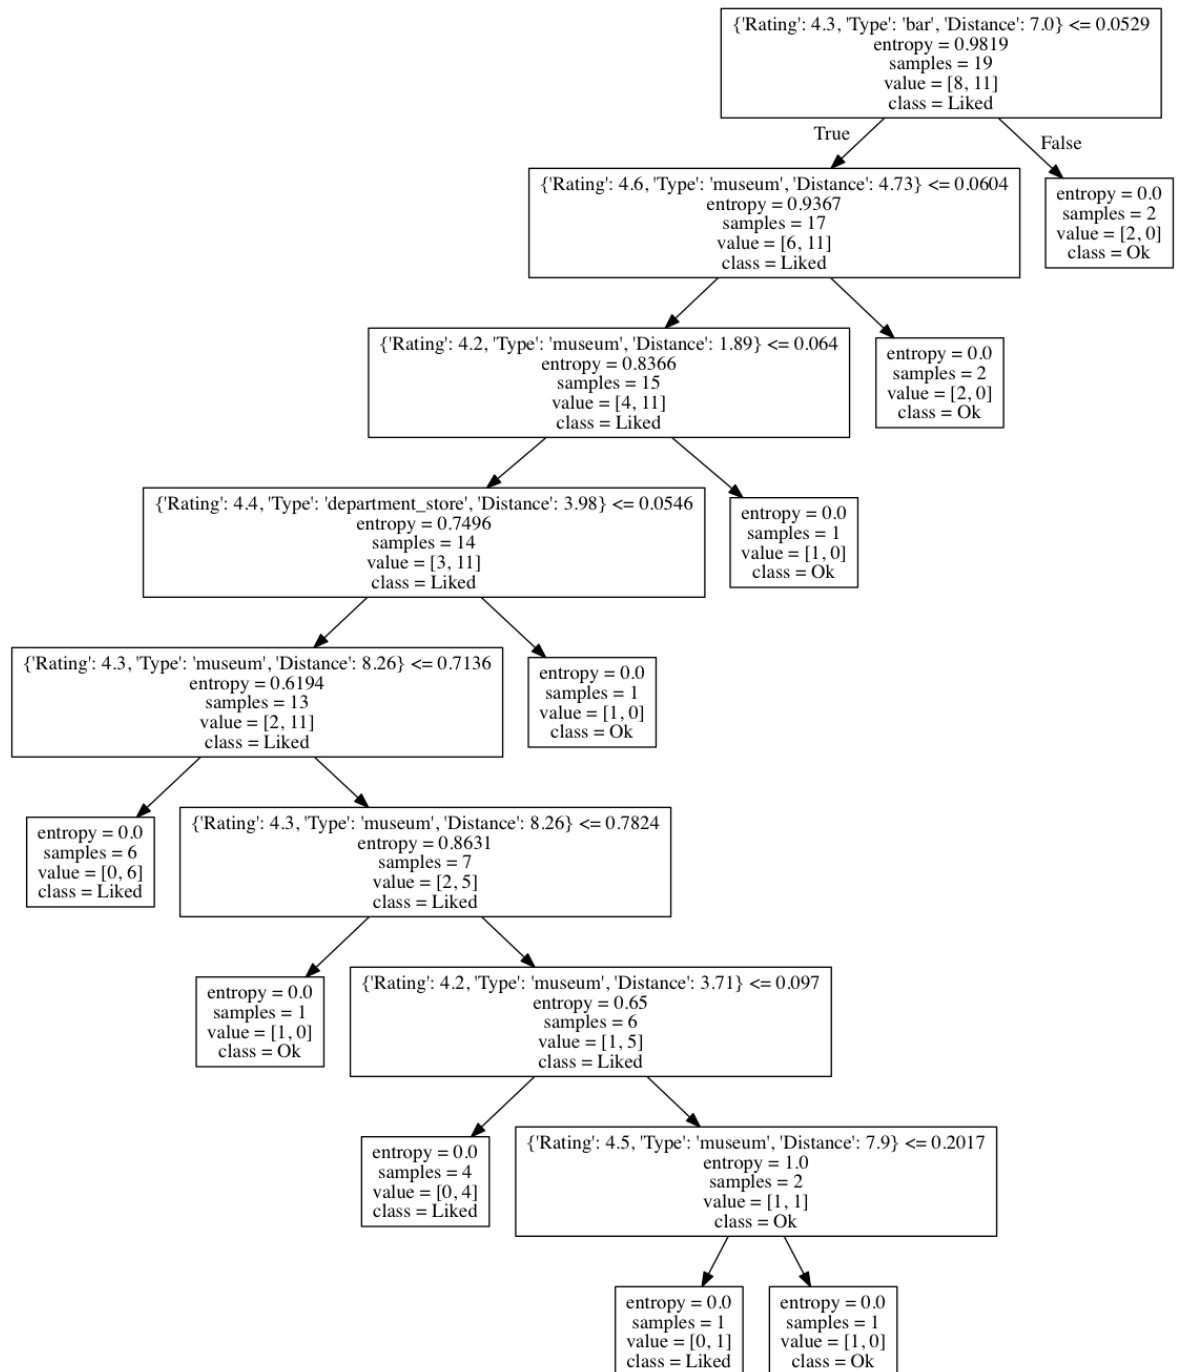 {'Rating': 4.3, 'Type': 'bar', 'Distance': 7.0} <= 0.0529
entropy = 0.9819
samples = 19
value = [8, 11]
class = Liked
True
False
{'Rating': 4.6, 'Type': 'museum', 'Distance': 4.73} <= 0.0604
entropy = 0.9367
samples = 17
value = [6, 11]
class = Liked
entropy = 0.0
samples = 2
value = [2, 0]
class = Ok
{'Rating': 4.2, 'Type': 'museum', 'Distance': 1.89} <= 0.064
entropy = 0.8366
samples = 15
value = [4, 11]
class = Liked
entropy = 0.0
samples = 2
value = [2, 0]
class = Ok
{'Rating': 4.4, 'Type': 'department_store', 'Distance': 3.98} <= 0.0546
entropy = 0.7496
samples = 14
value = [3, 11]
class = Liked
entropy = 0.0
samples = 1
value = [1, 0]
class = Ok
{'Rating': 4.3, 'Type': 'museum', 'Distance': 8.26} <= 0.7136
entropy = 0.6194
samples = 13
value = [2, 11]
class = Liked
entropy = 0.0
samples = 1
value = [1, 0]
class = Ok
entropy = 0.0
samples = 6
value = [0, 6]
class = Liked
{'Rating': 4.3, 'Type': 'museum', 'Distance': 8.26} <= 0.7824
entropy = 0.8631
samples = 7
value = [2, 5]
class = Liked
entropy = 0.0
samples = 1
value = [1, 0]
class = Ok
{'Rating': 4.2, 'Type': 'museum', 'Distance': 3.71} <= 0.097
entropy = 0.65
samples = 6
value = [1, 5]
class = Liked
entropy = 0.0
samples = 4
value = [0, 4]
class = Liked
{'Rating': 4.5, 'Type': 'museum', 'Distance': 7.9} <= 0.2017
entropy = 1.0
samples = 2
value = [1, 1]
class = Ok
entropy = 0.0
samples = 1
value = [0, 1]
class = Liked
entropy = 0.0
samples = 1
value = [1, 0]
class = Ok